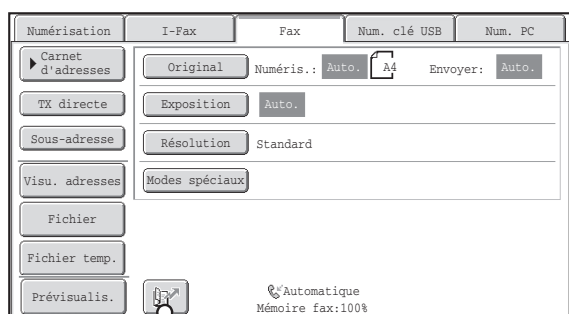 Numérisation
I-Fax
Fax
Num. clé USB
Num. PC
Carnet
d'adresses
Original
Numéris.: Auto. A4 Envoyer: Auto.
TX directe
Exposition
Auto.
Sous-adresse
Résolution
Standard
Visu. adresses
Modes spéciaux
Fichier
Fichier temp.
Prévisualis.
Automatique
Mémoire fax:100%